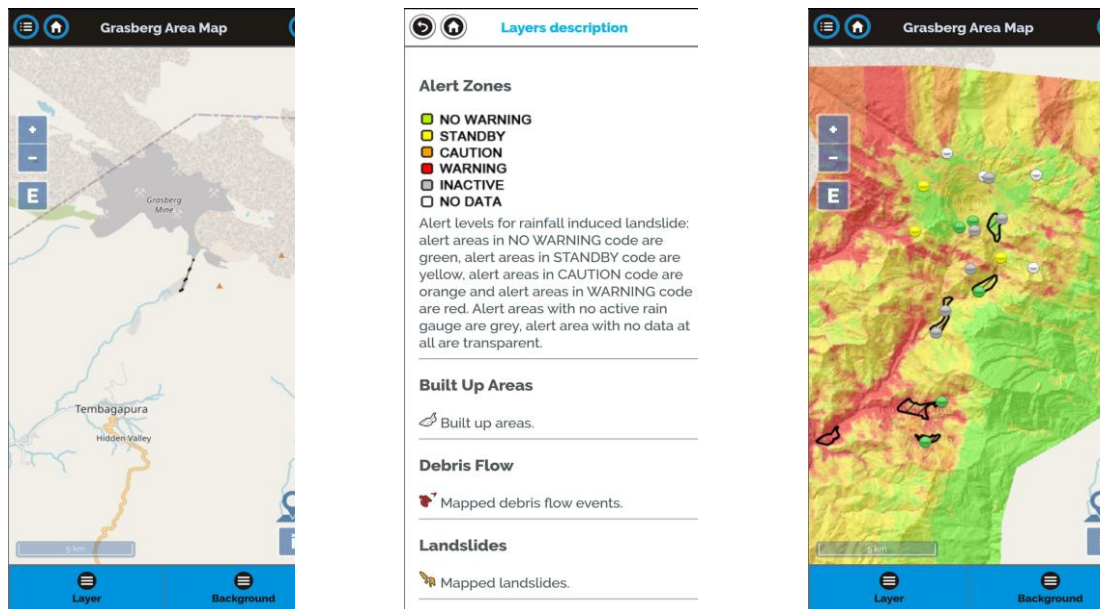 Grasberg Area Map
+
−
E
Grasberg
Mine
Tembagapura
Hidden Valley
5 km
i
Layer
Background
Layers description
Alert Zones
NO WARNING
STANDBY
CAUTION
WARNING
INACTIVE
NO DATA
Alert levels for rainfall induced landslide:
alert areas in NO WARNING code are
green, alert areas in STANDBY code are
yellow, alert areas in CAUTION code are
orange and alert areas in WARNING code
are red. Alert areas with no active rain
gauge are grey, alert area with no data at
all are transparent.
Built Up Areas
Built up areas.
Debris Flow
Mapped debris flow events.
Landslides
Mapped landslides.
Grasberg Area Map
+
−
E
5 km
Layer
Background